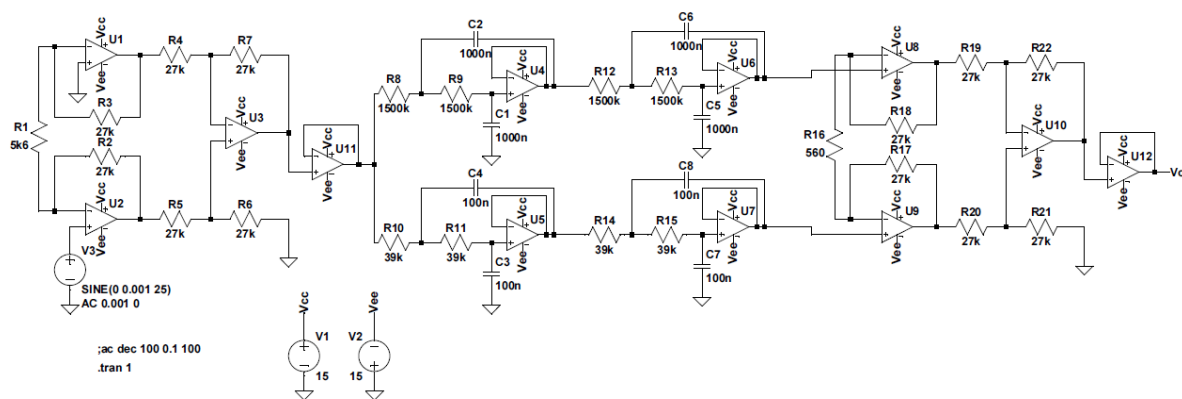 C2
1000n
C6
1000n
Vcc
U1
Vee
R4
27k
R7
27k
R3
27k
R1
5k6
R2
27k
Vcc
U3
Vee
Vcc
U2
Vee
R5
27k
R6
27k
V3
SINE(0 0.001 25)
AC 0.001 0
Vcc
U11
Vee
R8
1500k
R9
1500k
Vcc
U4
Vee
C1
1000n
R12
1500k
R13
1500k
Vcc
U6
Vee
C5
1000n
C4
100n
R10
39k
R11
39k
Vcc
U5
Vee
C3
100n
C8
100n
R14
39k
R15
39k
Vcc
U7
Vee
C7
100n
Vcc
U8
Vee
R19
27k
R22
27k
R18
27k
R16
560
R17
27k
Vcc
U10
Vee
Vcc
U9
Vee
R20
27k
R21
27k
Vcc
U12
Vee
Vo
Vcc
V1
15
Vee
V2
15
;ac dec 100 0.1 100
.tran 1